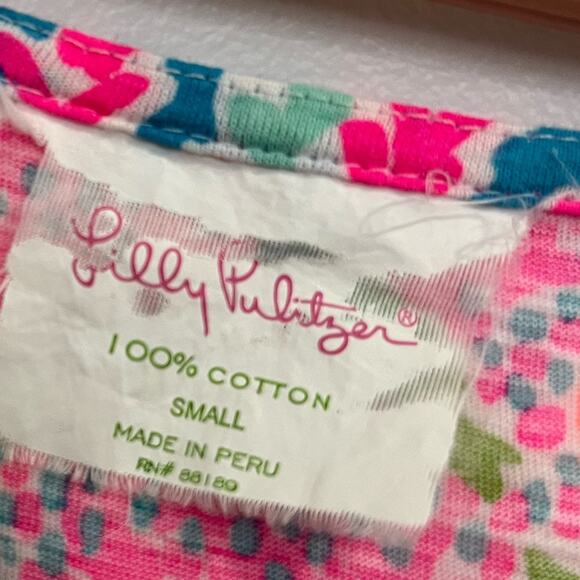 Lilly Pulitzer®
100% COTTON
SMALL
MADE IN PERU
RN# 88189